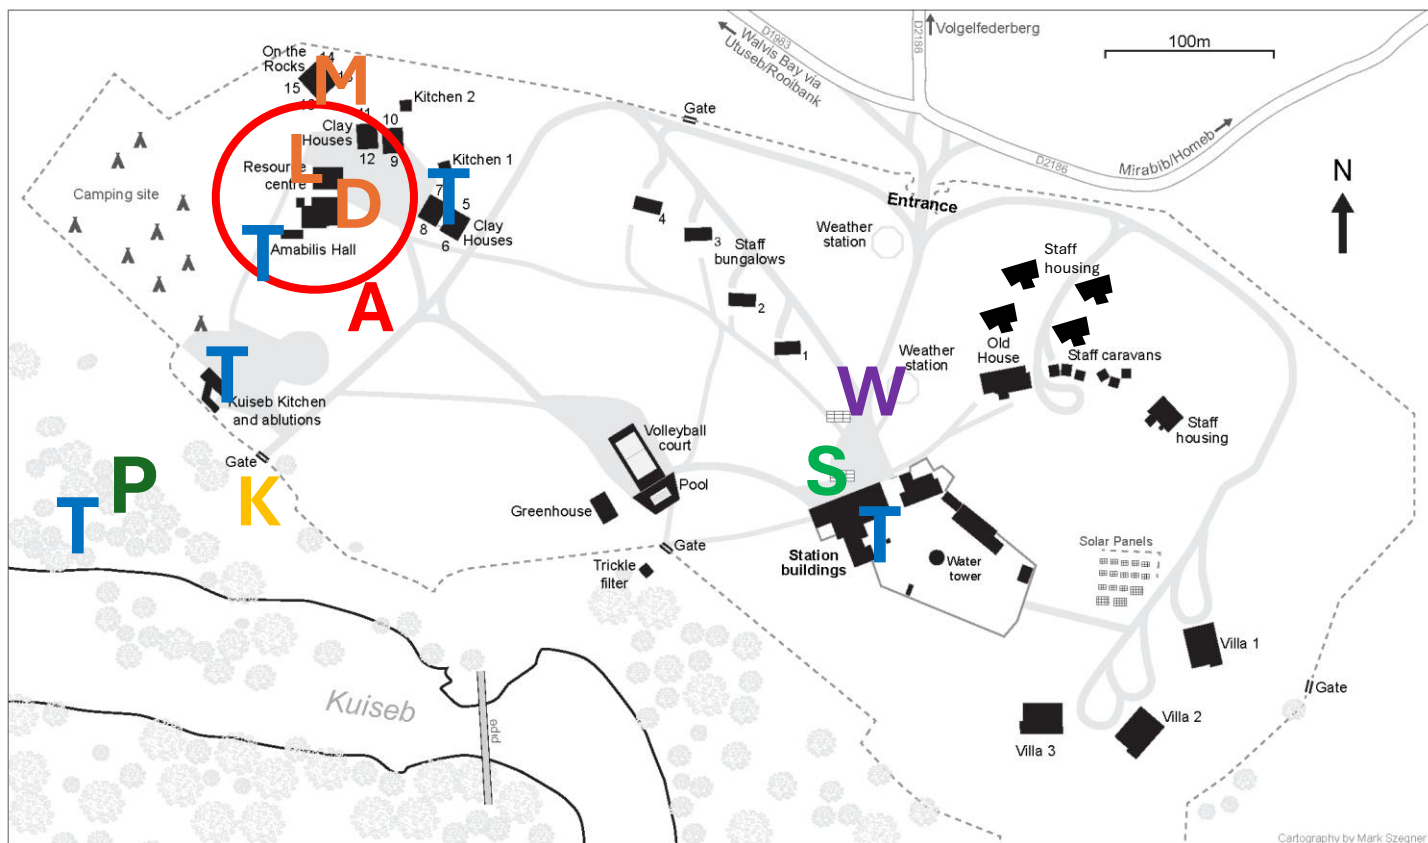 D1983
Walvis Bay via
Utuseb/Rooibank
D2186
Volgelfederberg
100m
On the
Rocks
14
15
M
Kitchen 2
Gate
11
10
Clay
Houses
12
9
L
Resource
centre
Kitchen 1
D2186
Mirabib/Homeb
N
Camping site
D
T
7
5
8
6
Clay
Houses
Entrance
4
Weather
station
T
Amabilis Hall
3
Staff
bungalows
Staff
housing
A
2
Old
House
1
Weather
station
Staff caravans
T
W
Kuiseb Kitchen
and ablutions
Staff
housing
Volleyball
court
Gate
P
K
S
Pool
T
Greenhouse
T
Gate
Station
buildings
Water
tower
Solar Panels
Trickle
filter
Villa 1
Kuiseb
Gate
pipe
Villa 2
Villa 3
Cartography by Mark Szegner